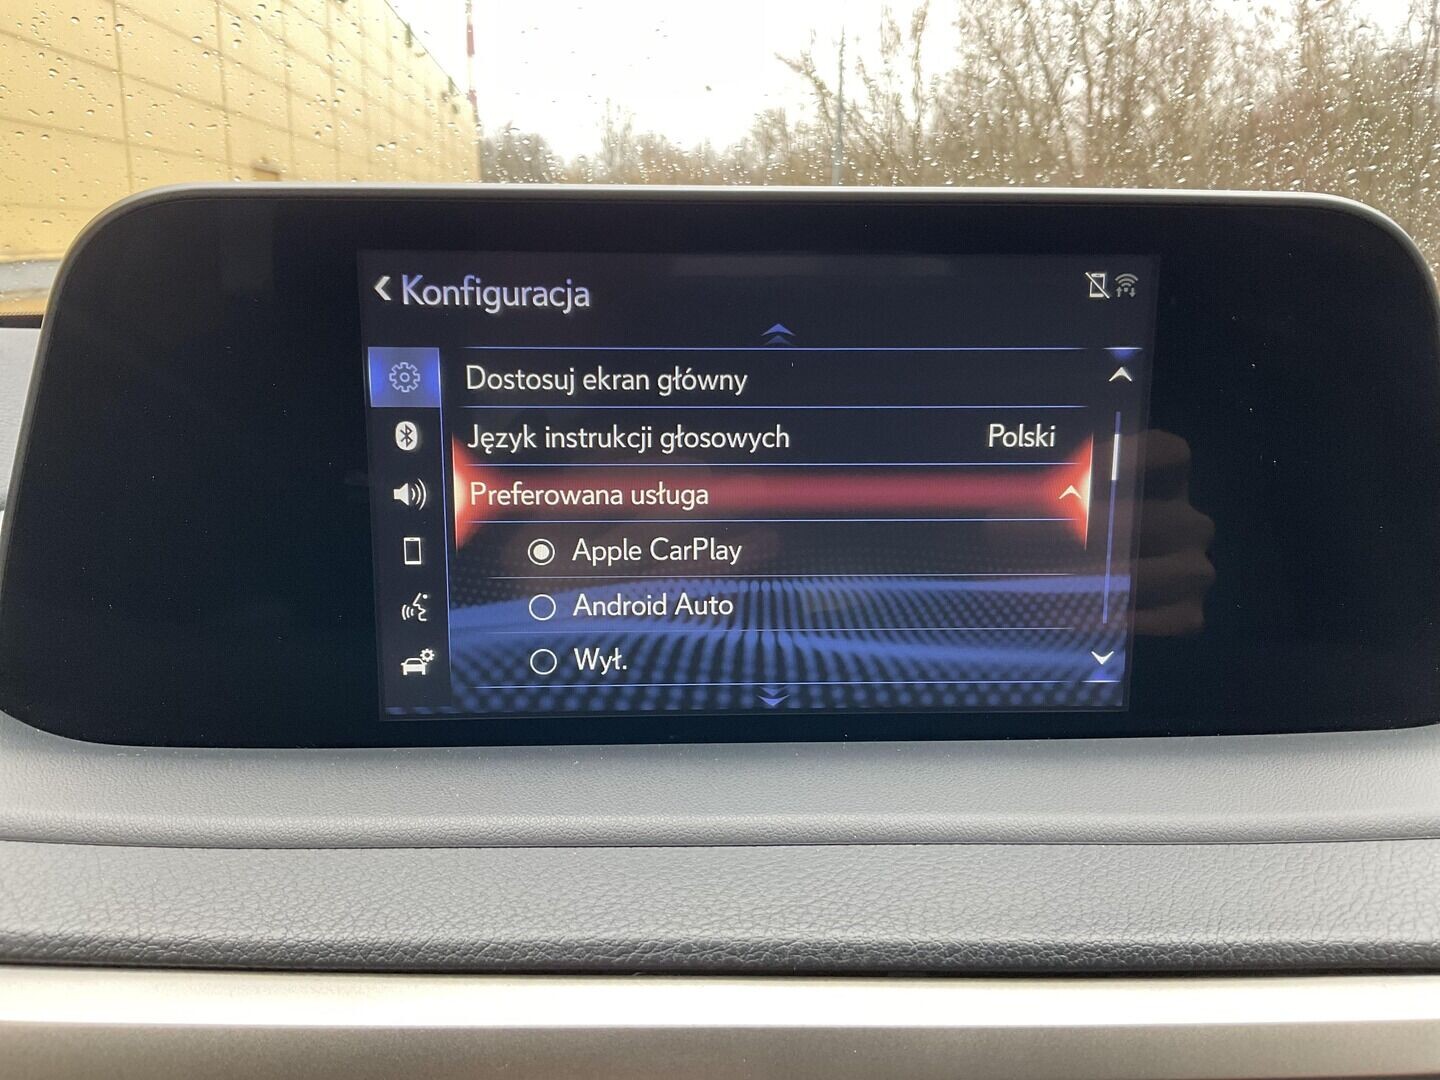 Konfiguracja
Dostosuj ekran główny
Język instrukcji głosowych Polski
Preferowana usługa
Apple CarPlay
Android Auto
Wył.